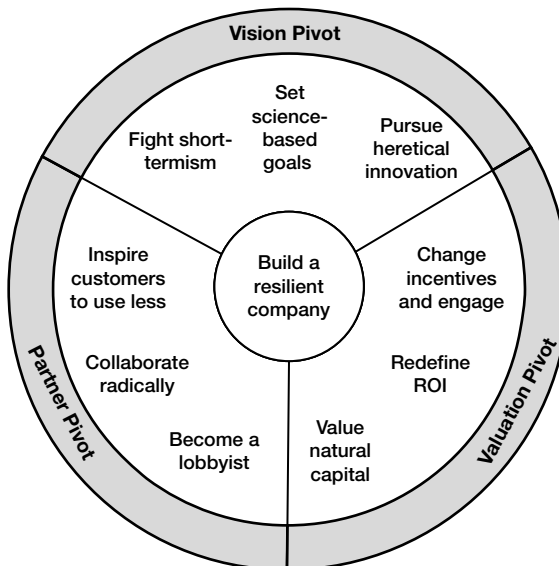 Vision Pivot
Fight short-
termism
Set
science-
based
goals
Pursue
heretical
innovation
Inspire
customers
to use less
Build a
resilient
company
Change
incentives
and engage
Collaborate
radically
Redefine
ROI
Become a
lobbyist
Value
natural
capital
Partner Pivot
Valuation Pivot